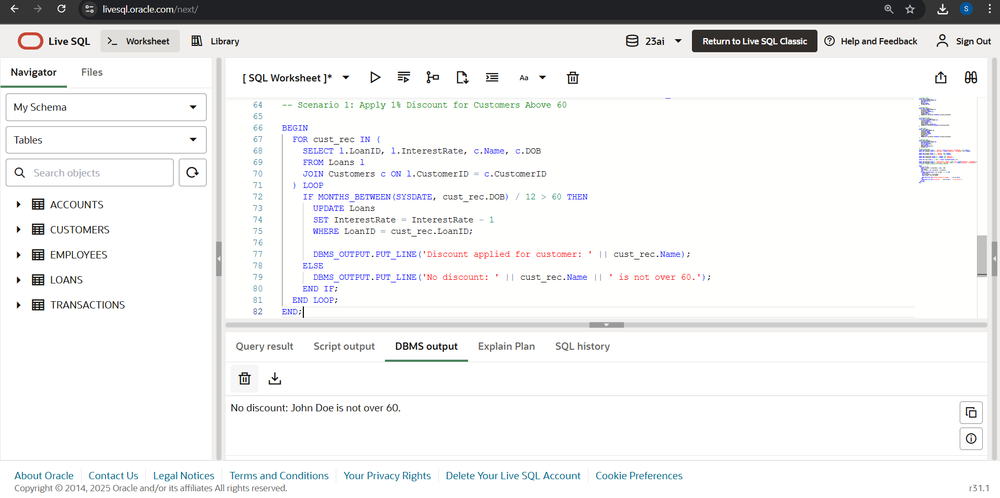 livesql.oracle.com/next/
S
Live SQL
Worksheet
Library
23ai
Return to Live SQL Classic
Help and Feedback
Sign Out
Navigator
Files
My Schema
Tables
Search objects
ACCOUNTS
CUSTOMERS
EMPLOYEES
LOANS
TRANSACTIONS
[ SQL Worksheet ]*
Aa
64 -- Scenario 1: Apply 1% Discount for Customers Above 60
65
66 BEGIN
67 FOR cust_rec IN (
68 SELECT l.LoanID, l.InterestRate, c.Name, c.DOB
69 FROM Loans l
70 JOIN Customers c ON l.CustomerID = c.CustomerID
71 ) LOOP
72 IF MONTHS_BETWEEN(SYSDATE, cust_rec.DOB) / 12 > 60 THEN
73 UPDATE Loans
74 SET InterestRate = InterestRate - 1
75 WHERE LoanID = cust_rec.LoanID;
76
77 DBMS_OUTPUT.PUT_LINE('Discount applied for customer: ' || cust_rec.Name);
78 ELSE
79 DBMS_OUTPUT.PUT_LINE('No discount: ' || cust_rec.Name || ' is not over 60.');
80 END IF;
81 END LOOP;
82 END;
Query result
Script output
DBMS output
Explain Plan
SQL history
No discount: John Doe is not over 60.
About Oracle
Contact Us
Legal Notices
Terms and Conditions
Your Privacy Rights
Delete Your Live SQL Account
Cookie Preferences
Copyright © 2014, 2025 Oracle and/or its affiliates All rights reserved.
r31.1